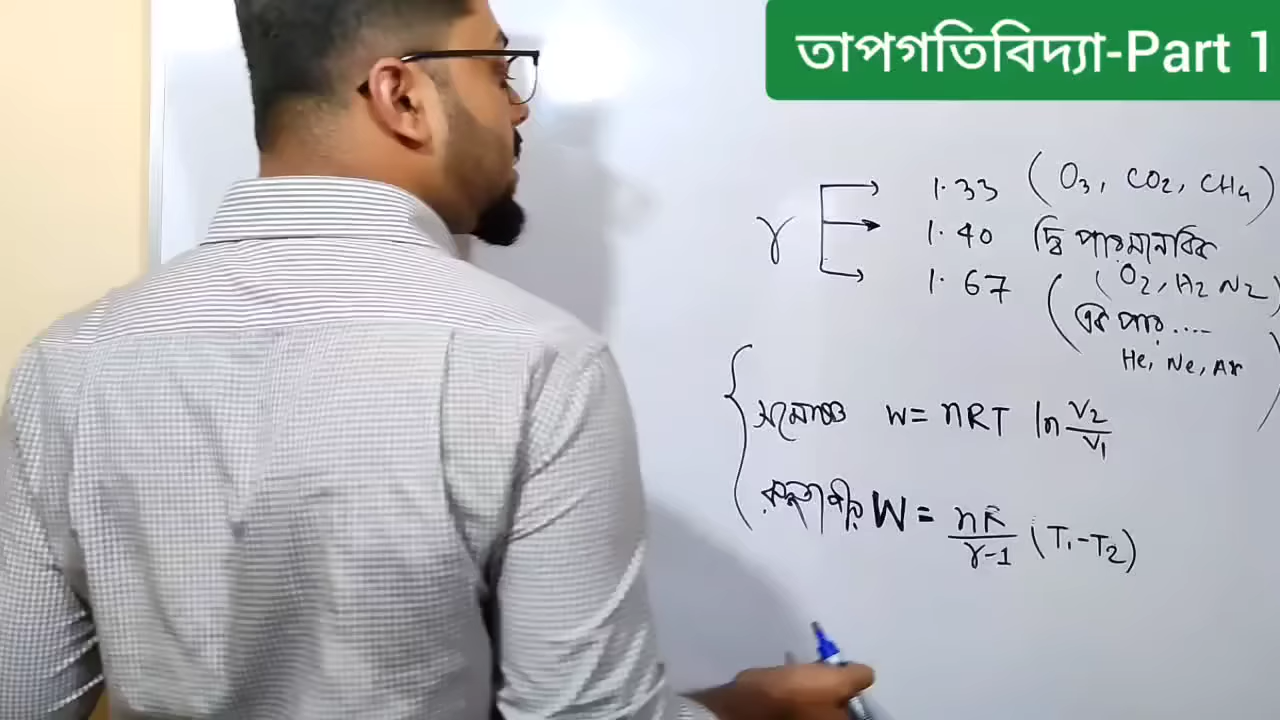 তাপগতিবিদ্যা-Part 1
γ → 1.33 (O3, CO2, CH4)
→ 1.40 দ্বি পারমানবিক
(O2, H2 N2)
→ 1.67 (এক পার....
He, Ne, Ar)
সমোষ্ণ W = nRT ln V2/V1
রুদ্ধতাপীয় W = nR/γ-1 (T1-T2)